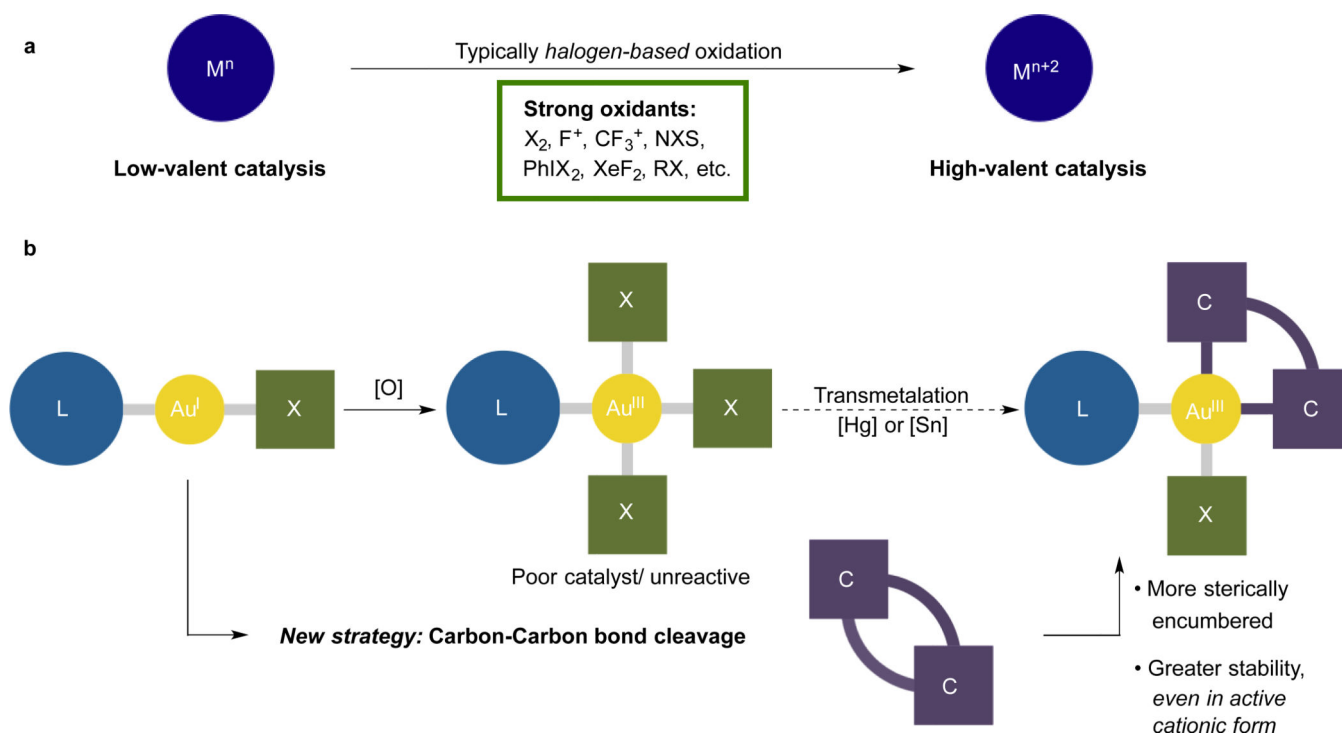 a
Typically halogen-based oxidation
Mⁿ
Mⁿ⁺²
Strong oxidants:
X₂, F⁺, CF₃⁺, NXS,
PhIX₂, XeF₂, RX, etc.
Low-valent catalysis
High-valent catalysis
b
X
C
L
Auᴵ
X
[O]
L
Auᴵᴵᴵ
X
Transmetalation
[Hg] or [Sn]
L
Auᴵᴵᴵ
C
X
X
Poor catalyst/ unreactive
New strategy: Carbon-Carbon bond cleavage
C
C
• More sterically
encumbered
• Greater stability,
even in active
cationic form